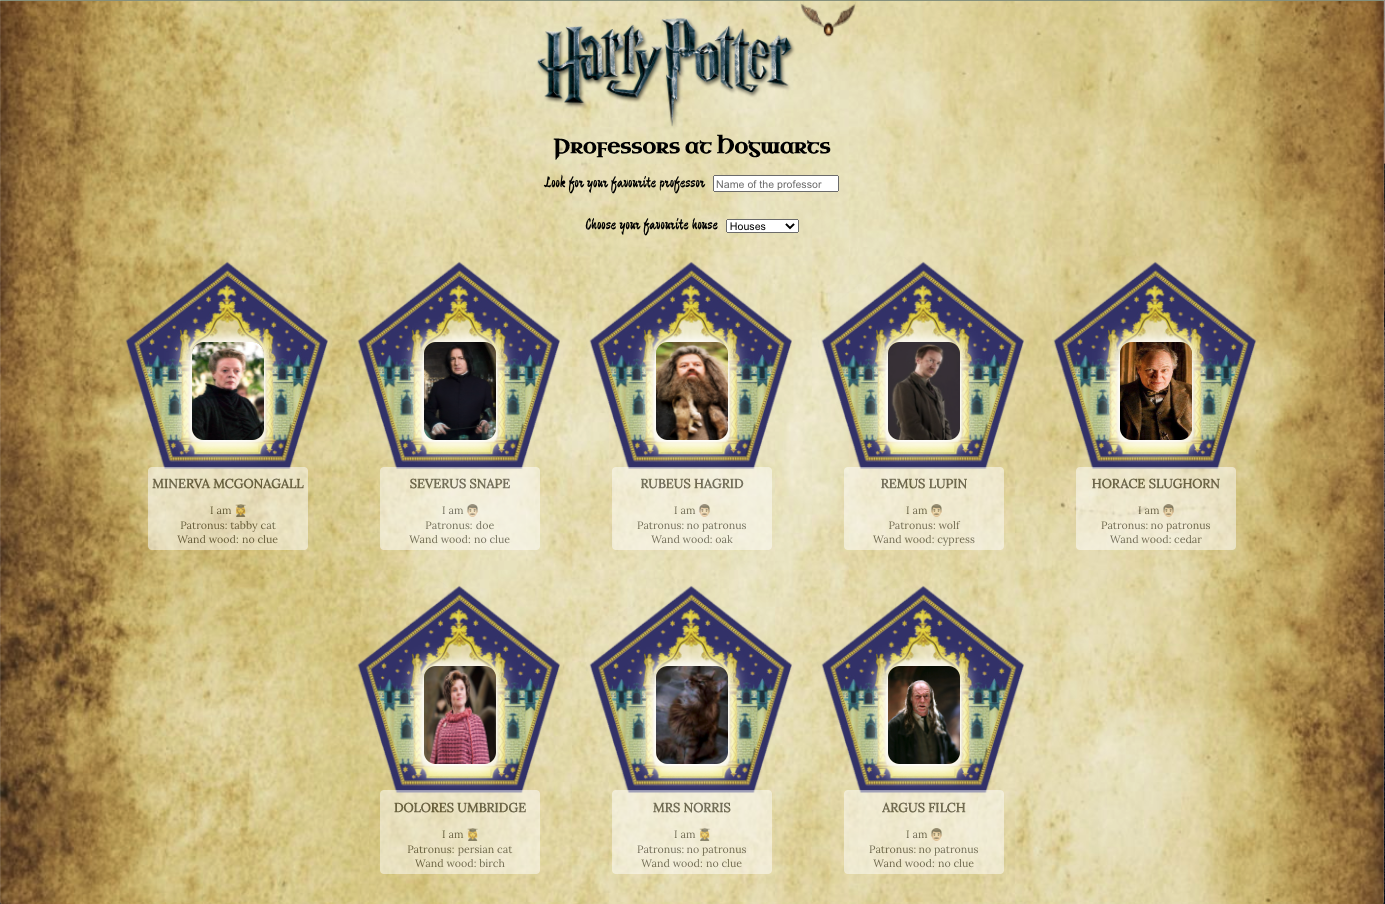 Harry Potter
Professors at Hogwarts
Look for your favourite professor Name of the professor
Choose your favourite house Houses
MINERVA MCGONAGALL
I am 
Patronus: tabby cat
Wand wood: no clue
SEVERUS SNAPE
I am 
Patronus: doe
Wand wood: no clue
RUBEUS HAGRID
I am 
Patronus: no patronus
Wand wood: oak
REMUS LUPIN
I am 
Patronus: wolf
Wand wood: cypress
HORACE SLUGHORN
I am 
Patronus: no patronus
Wand wood: cedar
DOLORES UMBRIDGE
I am 
Patronus: persian cat
Wand wood: birch
MRS NORRIS
I am 
Patronus: no patronus
Wand wood: no clue
ARGUS FILCH
I am 
Patronus: no patronus
Wand wood: no clue